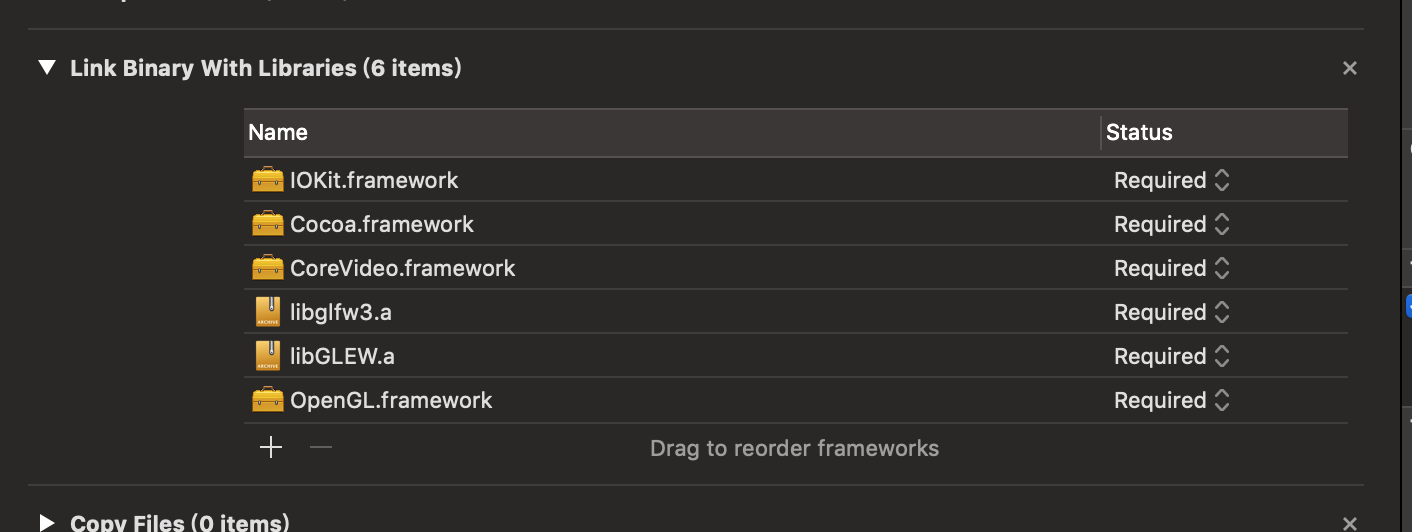 Link Binary With Libraries (6 items)
Name Status
IOKit.framework Required
Cocoa.framework Required
CoreVideo.framework Required
libglfw3.a Required
libGLEW.a Required
OpenGL.framework Required
Drag to reorder frameworks
Copy Files (0 items)